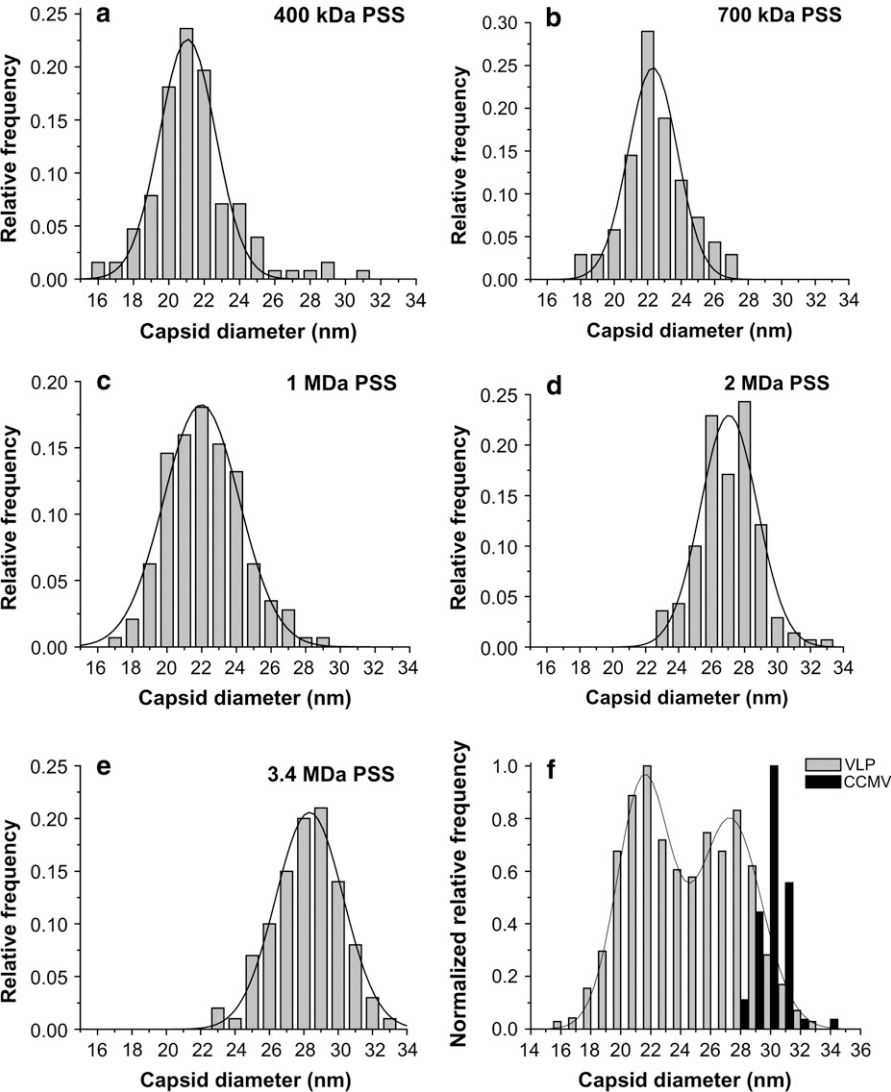 a 400 kDa PSS
Relative frequency
0.25
0.20
0.15
0.10
0.05
0.00
16 18 20 22 24 26 28 30 32 34
Capsid diameter (nm)
b 700 kDa PSS
Relative frequency
0.30
0.25
0.20
0.15
0.10
0.05
0.00
16 18 20 22 24 26 28 30 32 34
Capsid diameter (nm)
c 1 MDa PSS
Relative frequency
0.20
0.15
0.10
0.05
0.00
16 18 20 22 24 26 28 30 32 34
Capsid diameter (nm)
d 2 MDa PSS
Relative frequency
0.25
0.20
0.15
0.10
0.05
0.00
16 18 20 22 24 26 28 30 32 34
Capsid diameter (nm)
e 3.4 MDa PSS
Relative frequency
0.25
0.20
0.15
0.10
0.05
0.00
16 18 20 22 24 26 28 30 32 34
Capsid diameter (nm)
f
VLP
CCMV
Normalized relative frequency
1.0
0.8
0.6
0.4
0.2
0.0
14 16 18 20 22 24 26 28 30 32 34 36
Capsid diameter (nm)